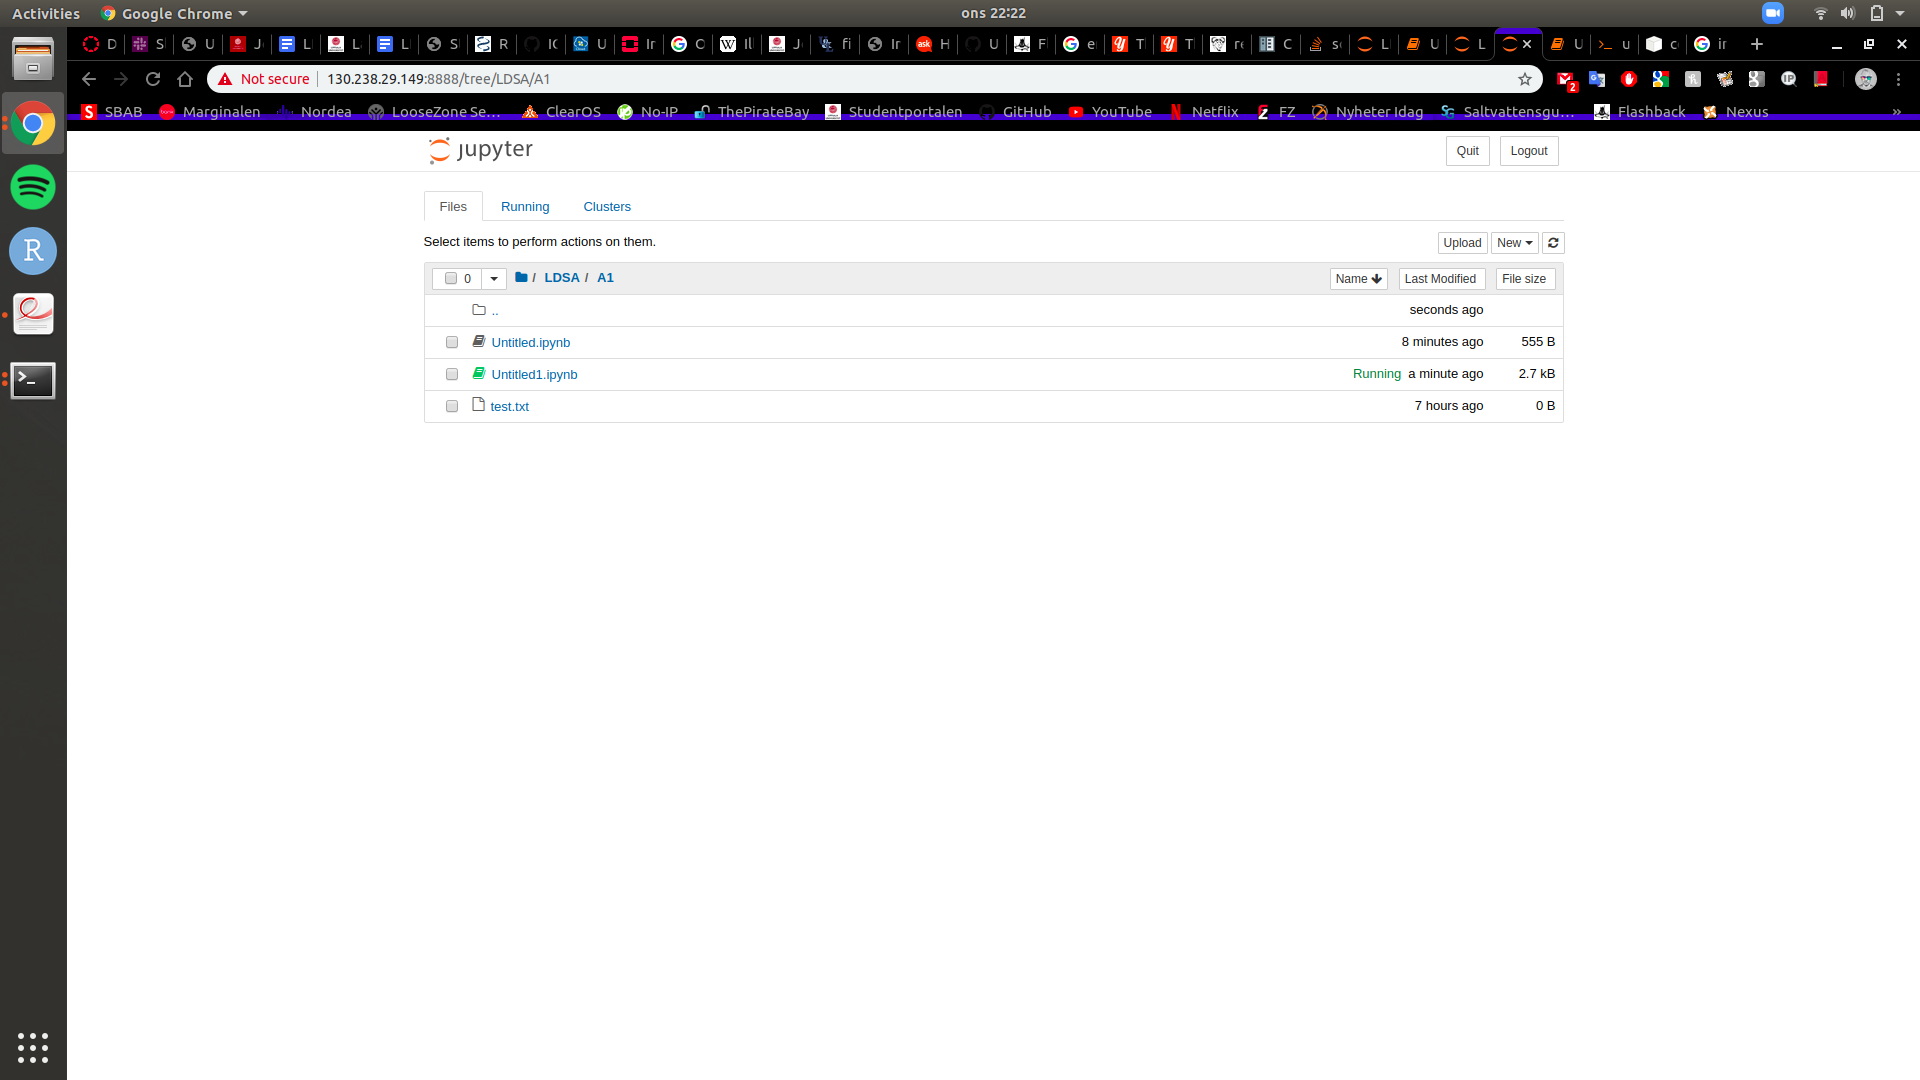 Activities Google Chrome ons 22:22
D S U J L L L S R I U Ir G Ill J fi Ir H U F e T T re C s L U L U u c ir
Not secure 130.238.29.149:8888/tree/LDSA/A1 2
SBAB Marginalen Nordea LooseZone Se... ClearOS No-IP ThePirateBay Studentportalen GitHub YouTube Netflix FZ Nyheter Idag Saltvattensgu... Flashback Nexus »
jupyter Quit Logout
Files Running Clusters
Select items to perform actions on them. Upload New
0 / LDSA / A1 Name Last Modified File size
.. seconds ago
Untitled.ipynb 8 minutes ago 555 B
Untitled1.ipynb Running a minute ago 2.7 kB
test.txt 7 hours ago 0 B